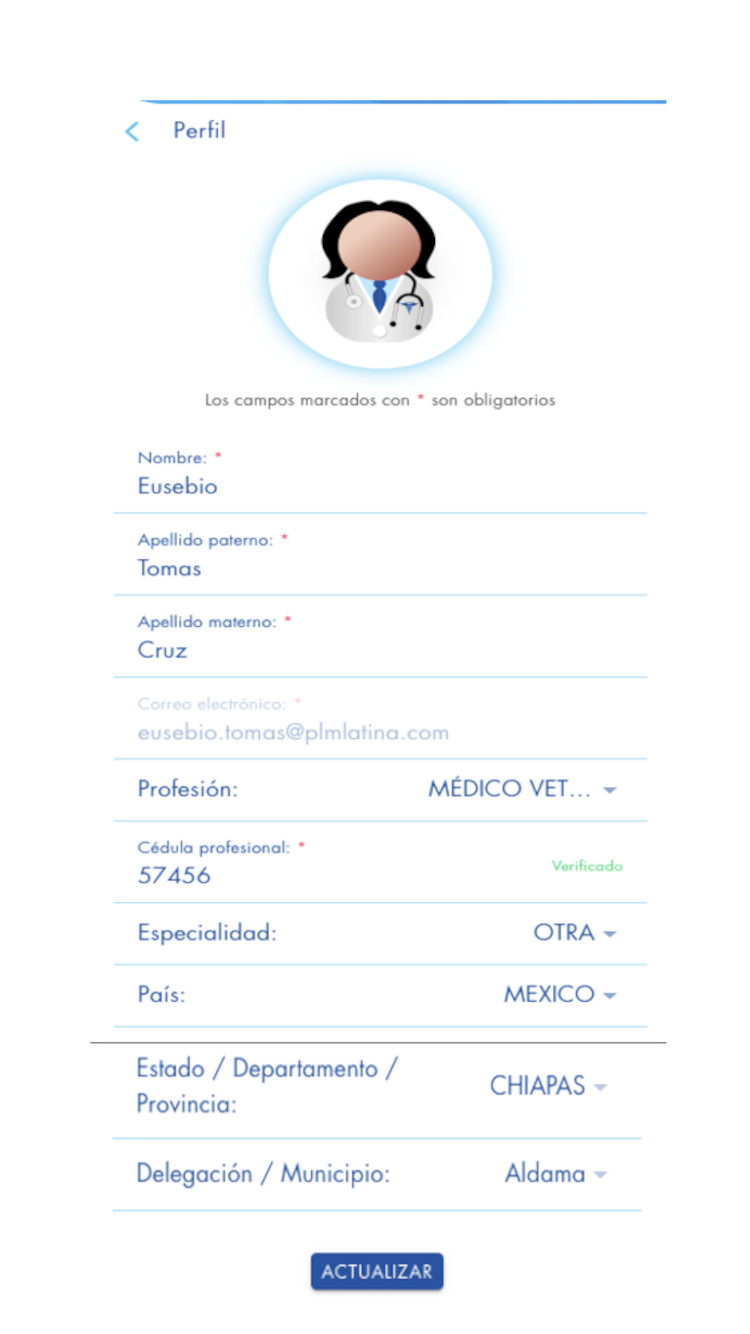 Perfil
Los campos marcados con * son obligatorios
Nombre: *
Eusebio
Apellido paterno: *
Tomas
Apellido materno: *
Cruz
Correo electrónico: *
eusebio.tomas@plmlatina.com
Profesión: MÉDICO VET...
Cédula profesional: *
57456 Verificado
Especialidad: OTRA
País: MEXICO
Estado / Departamento /
Provincia: CHIAPAS
Delegación / Municipio: Aldama
ACTUALIZAR